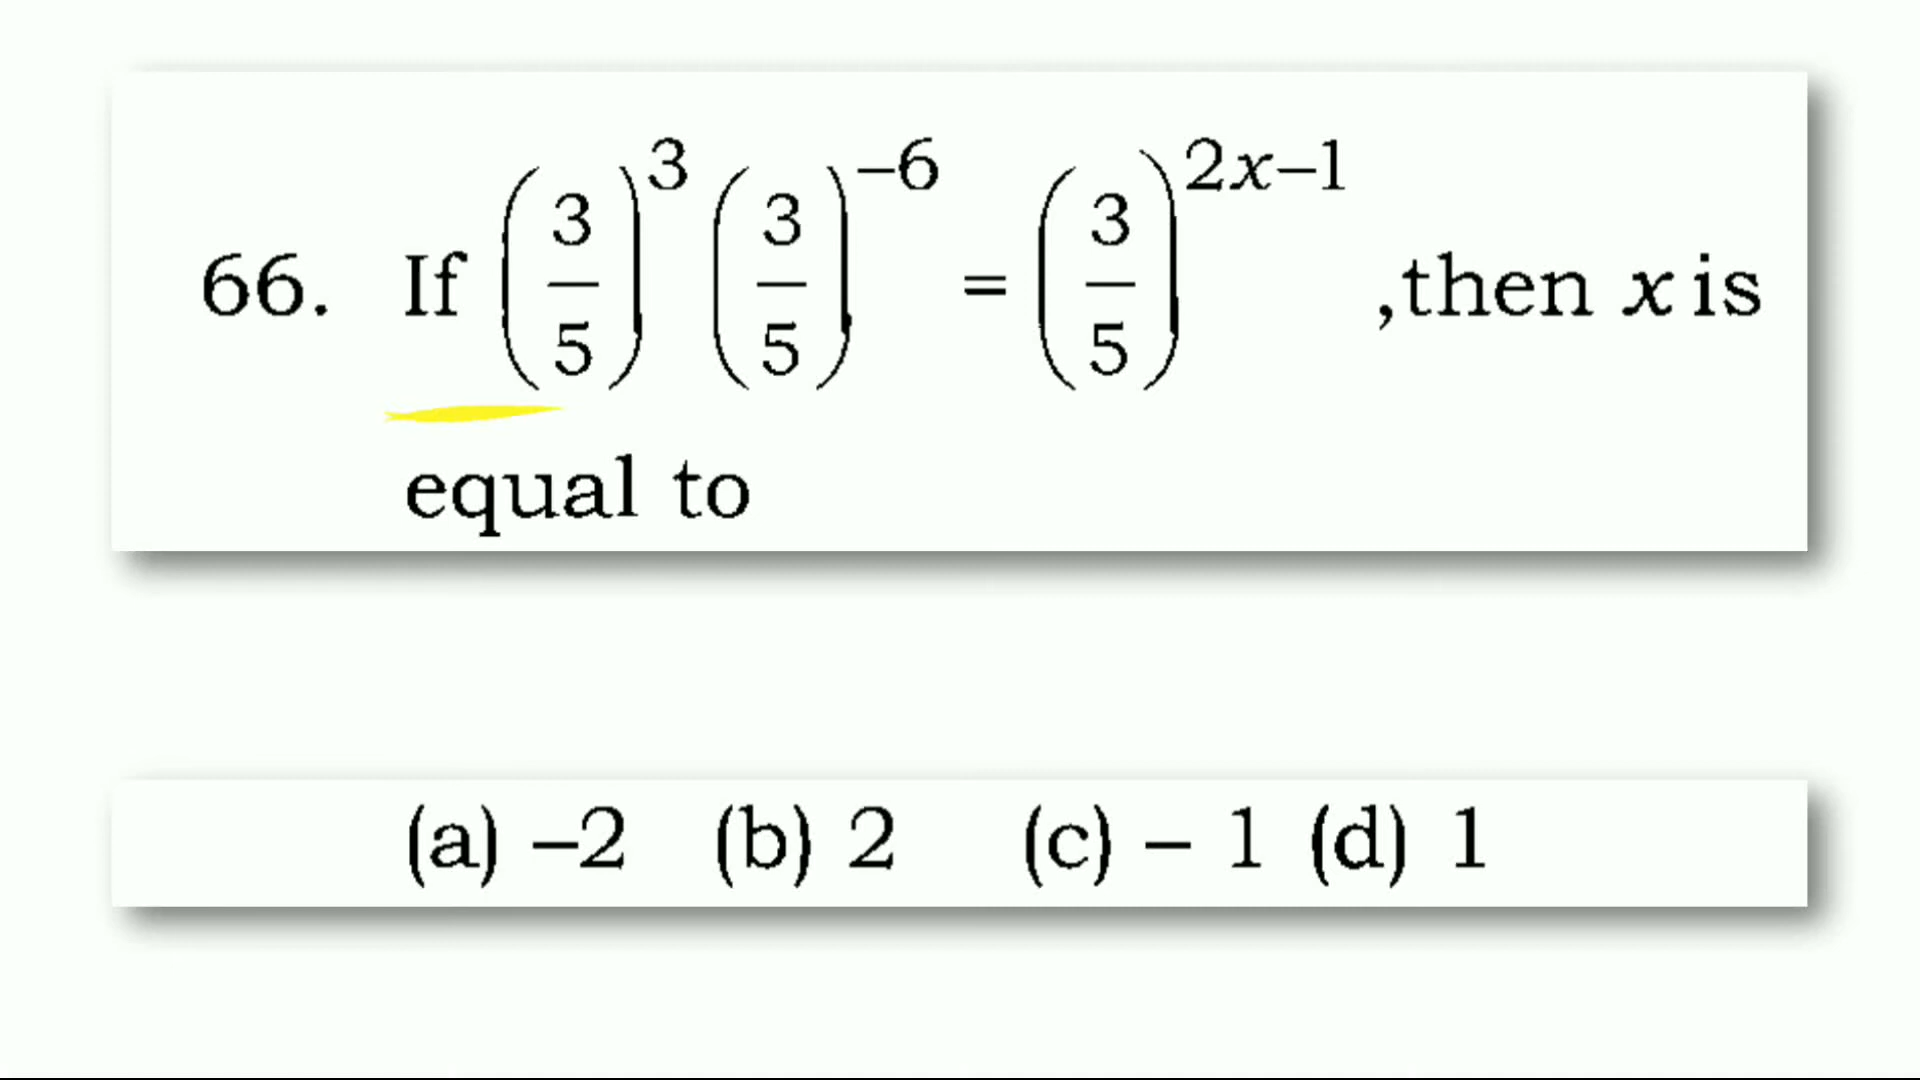 66. If (3/5)^3 (3/5)^–6 = (3/5)^2x–1 ,then x is
equal to
(a) –2 (b) 2 (c) – 1 (d) 1